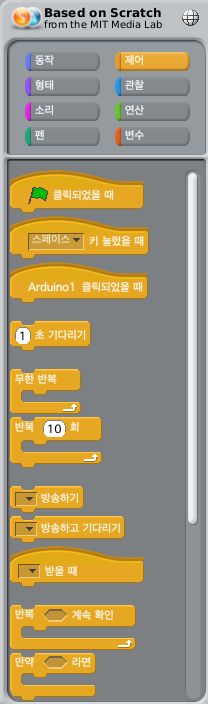 Based on Scratch
from the MIT Media Lab
동작 제어
형태 관찰
소리 연산
펜 변수
클릭되었을 때
스페이스 키 눌렀을 때
Arduino1 클릭되었을 때
1 초 기다리기
무한 반복
반복 10 회
방송하기
방송하고 기다리기
받을 때
반복 계속 확인
만약 라면